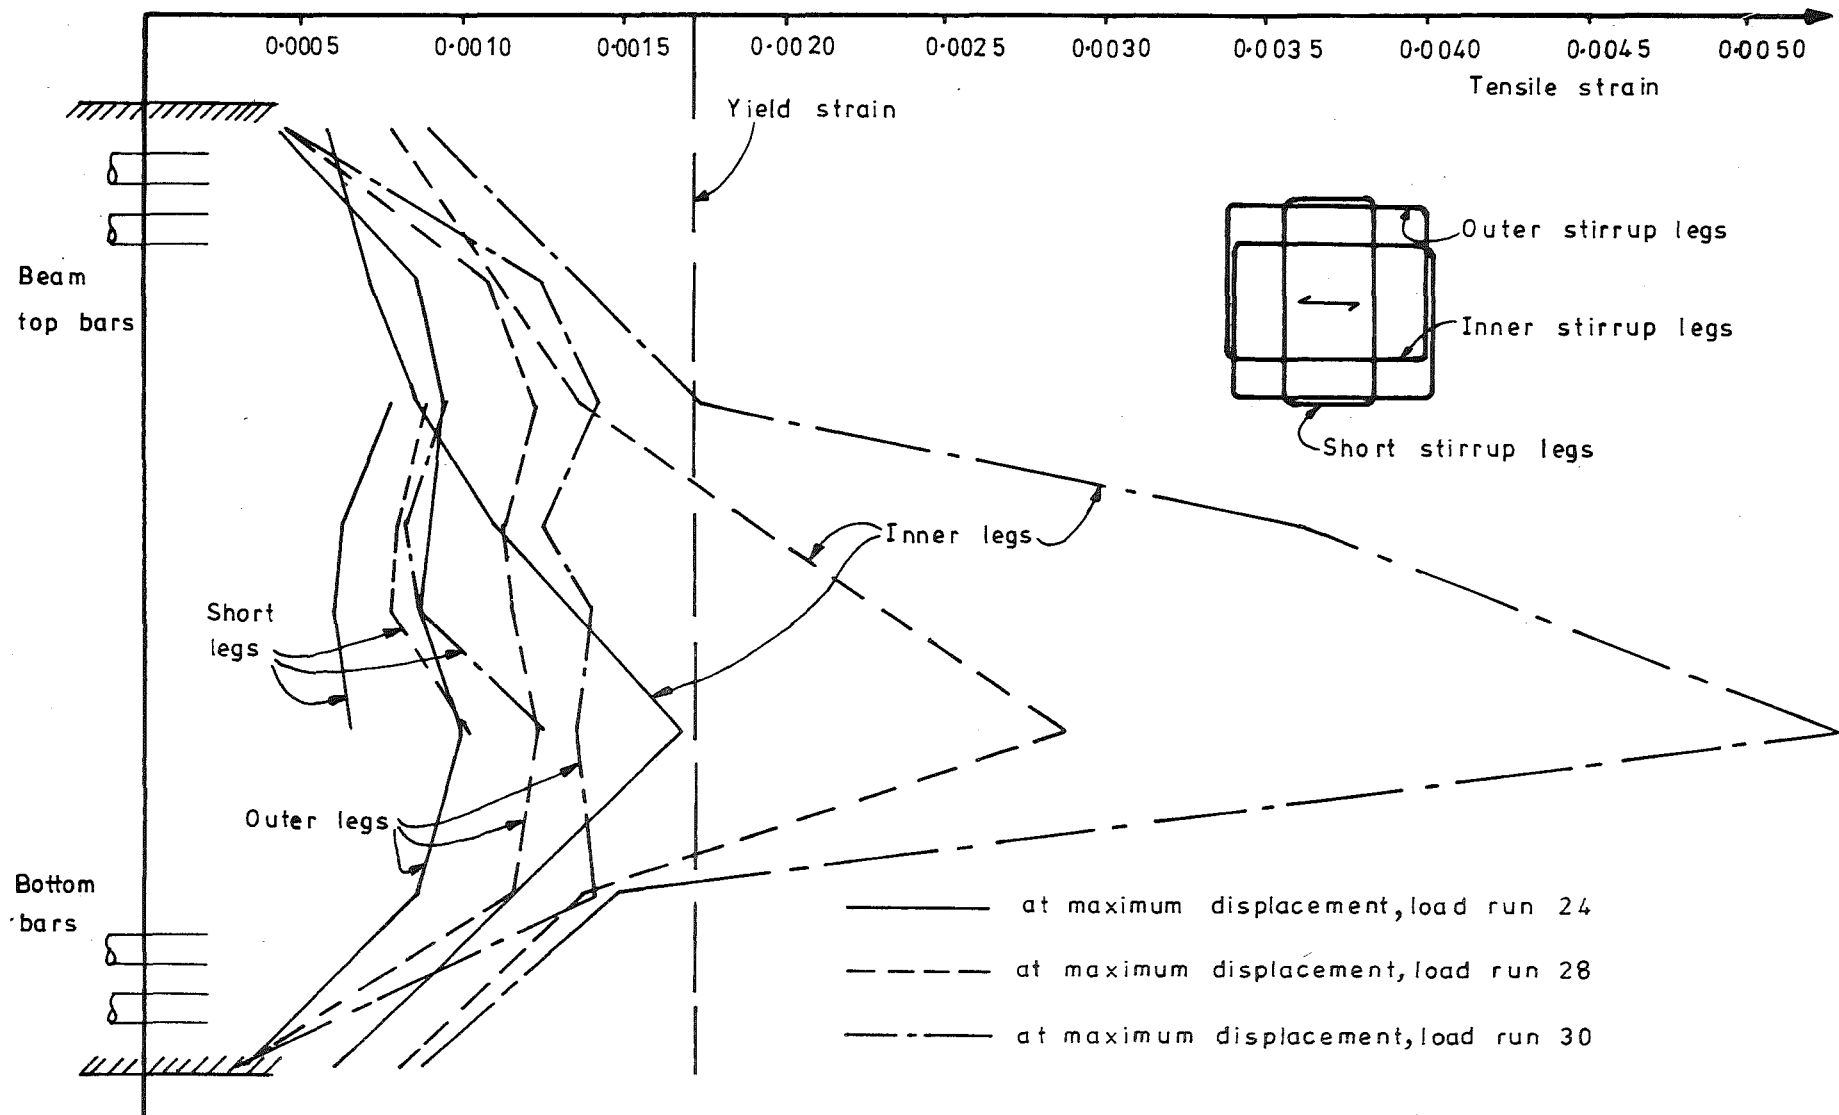 0·0005 0·0010 0·0015 0·0020 0·0025 0·0030 0·0035 0·0040 0·0045 0·0050
Tensile strain
Yield strain
Outer stirrup legs
Beam
top bars
Inner stirrup legs
Short stirrup legs
Inner legs
Short
legs
Outer legs
Bottom
bars
at maximum displacement, load run 24
at maximum displacement, load run 28
at maximum displacement, load run 30